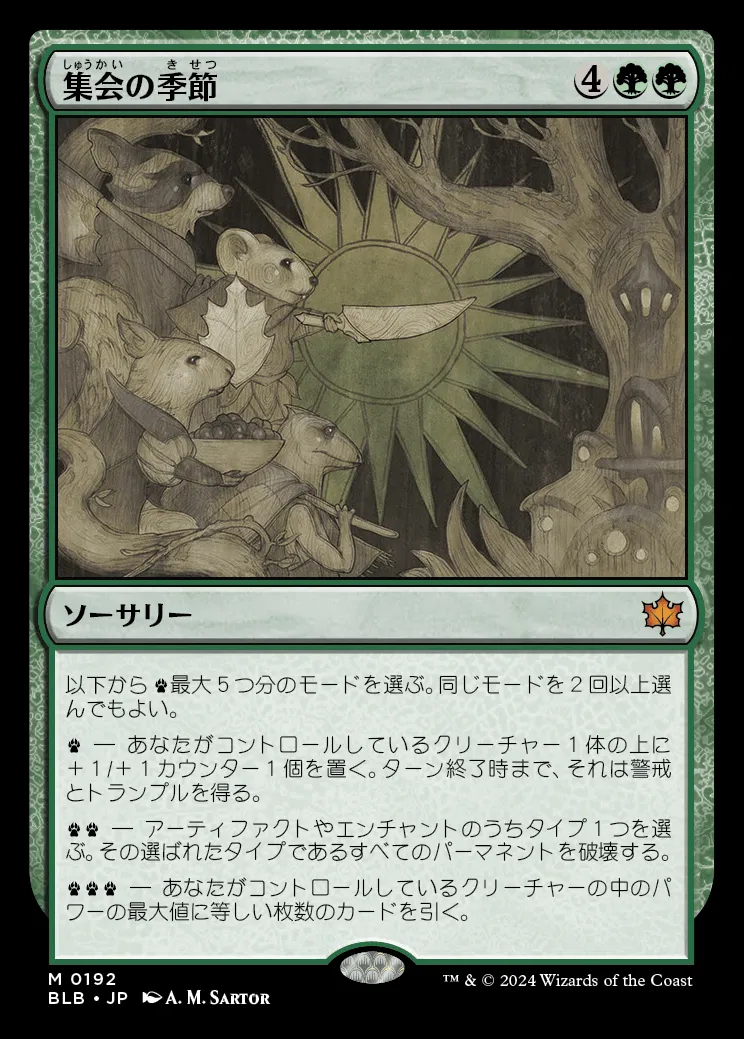 しゅうかい きせつ
集会の季節 4
ソーサリー
以下から 最大5つ分のモードを選ぶ。同じモードを2回以上選
んでもよい。
― あなたがコントロールしているクリーチャー1体の上に
+1/+1カウンター1個を置く。ターン終了時まで、それは警戒
とトランプルを得る。
― アーティファクトやエンチャントのうちタイプ1つを選
ぶ。その選ばれたタイプであるすべてのパーマネントを破壊する。
― あなたがコントロールしているクリーチャーの中のパ
ワーの最大値に等しい枚数のカードを引く。
M 0192
BLB • JP A. M. Sartor
™ & © 2024 Wizards of the Coast